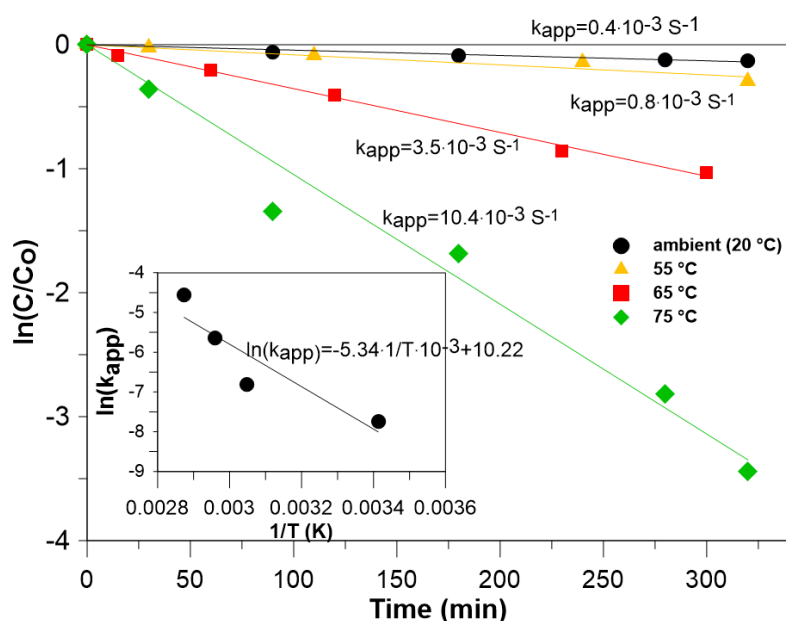 kapp=0.4·10-3 S-1
kapp=0.8·10-3 S-1
kapp=3.5·10-3 S-1
kapp=10.4·10-3 S-1
ambient (20 °C)
55 °C
65 °C
75 °C
ln(C/Co)
0
-1
-2
-3
-4
0 50 100 150 200 250 300
Time (min)
ln(kapp)
-4
-5
-6
-7
-8
-9
ln(kapp)=-5.34·1/T·10-3+10.22
0.0028 0.003 0.0032 0.0034 0.0036
1/T (K)